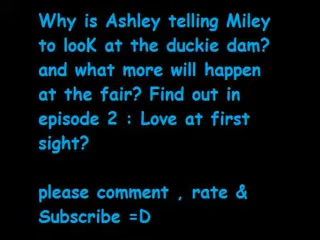 Why is Ashley telling Miley
to looK at the duckie dam?
and what more will happen
at the fair? Find out in
episode 2 : Love at first
sight?
please comment , rate &
Subscribe =D